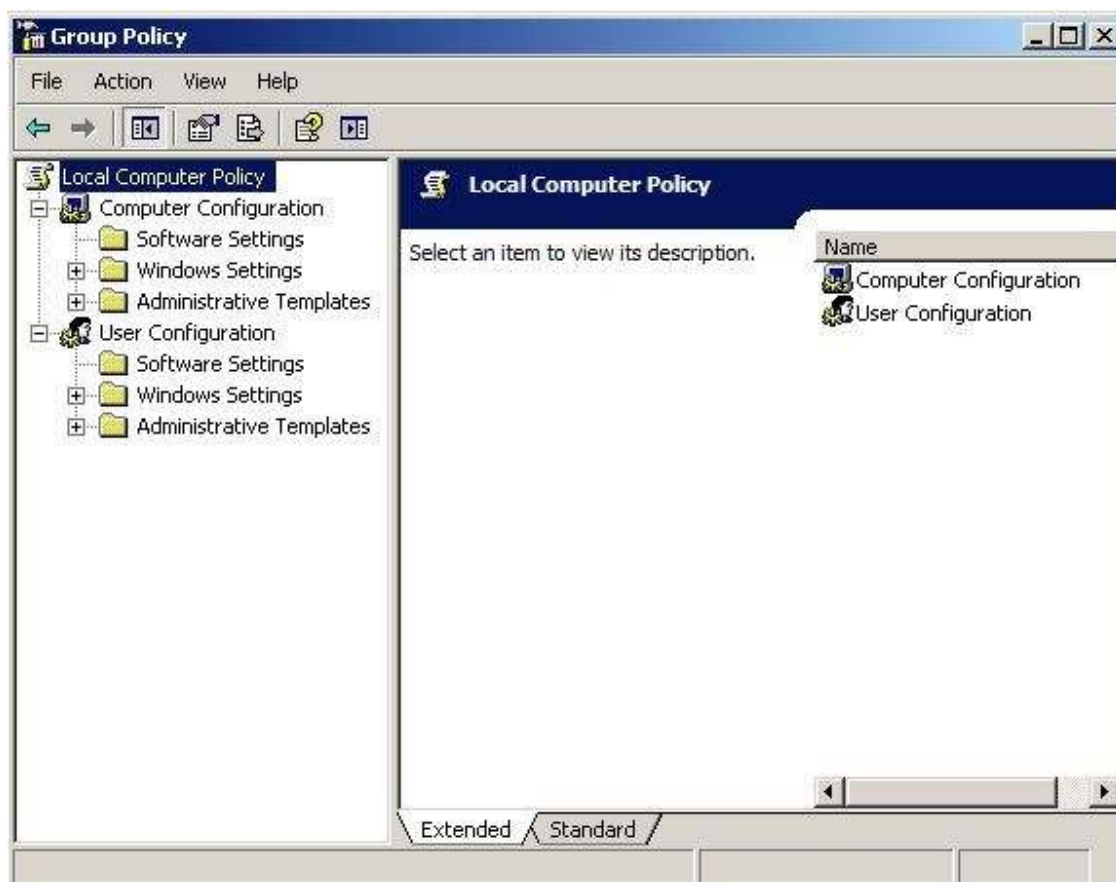 Group Policy
File Action View Help
Local Computer Policy
Computer Configuration
Software Settings
Windows Settings
Administrative Templates
User Configuration
Software Settings
Windows Settings
Administrative Templates
Local Computer Policy
Select an item to view its description.
Name
Computer Configuration
User Configuration
Extended Standard